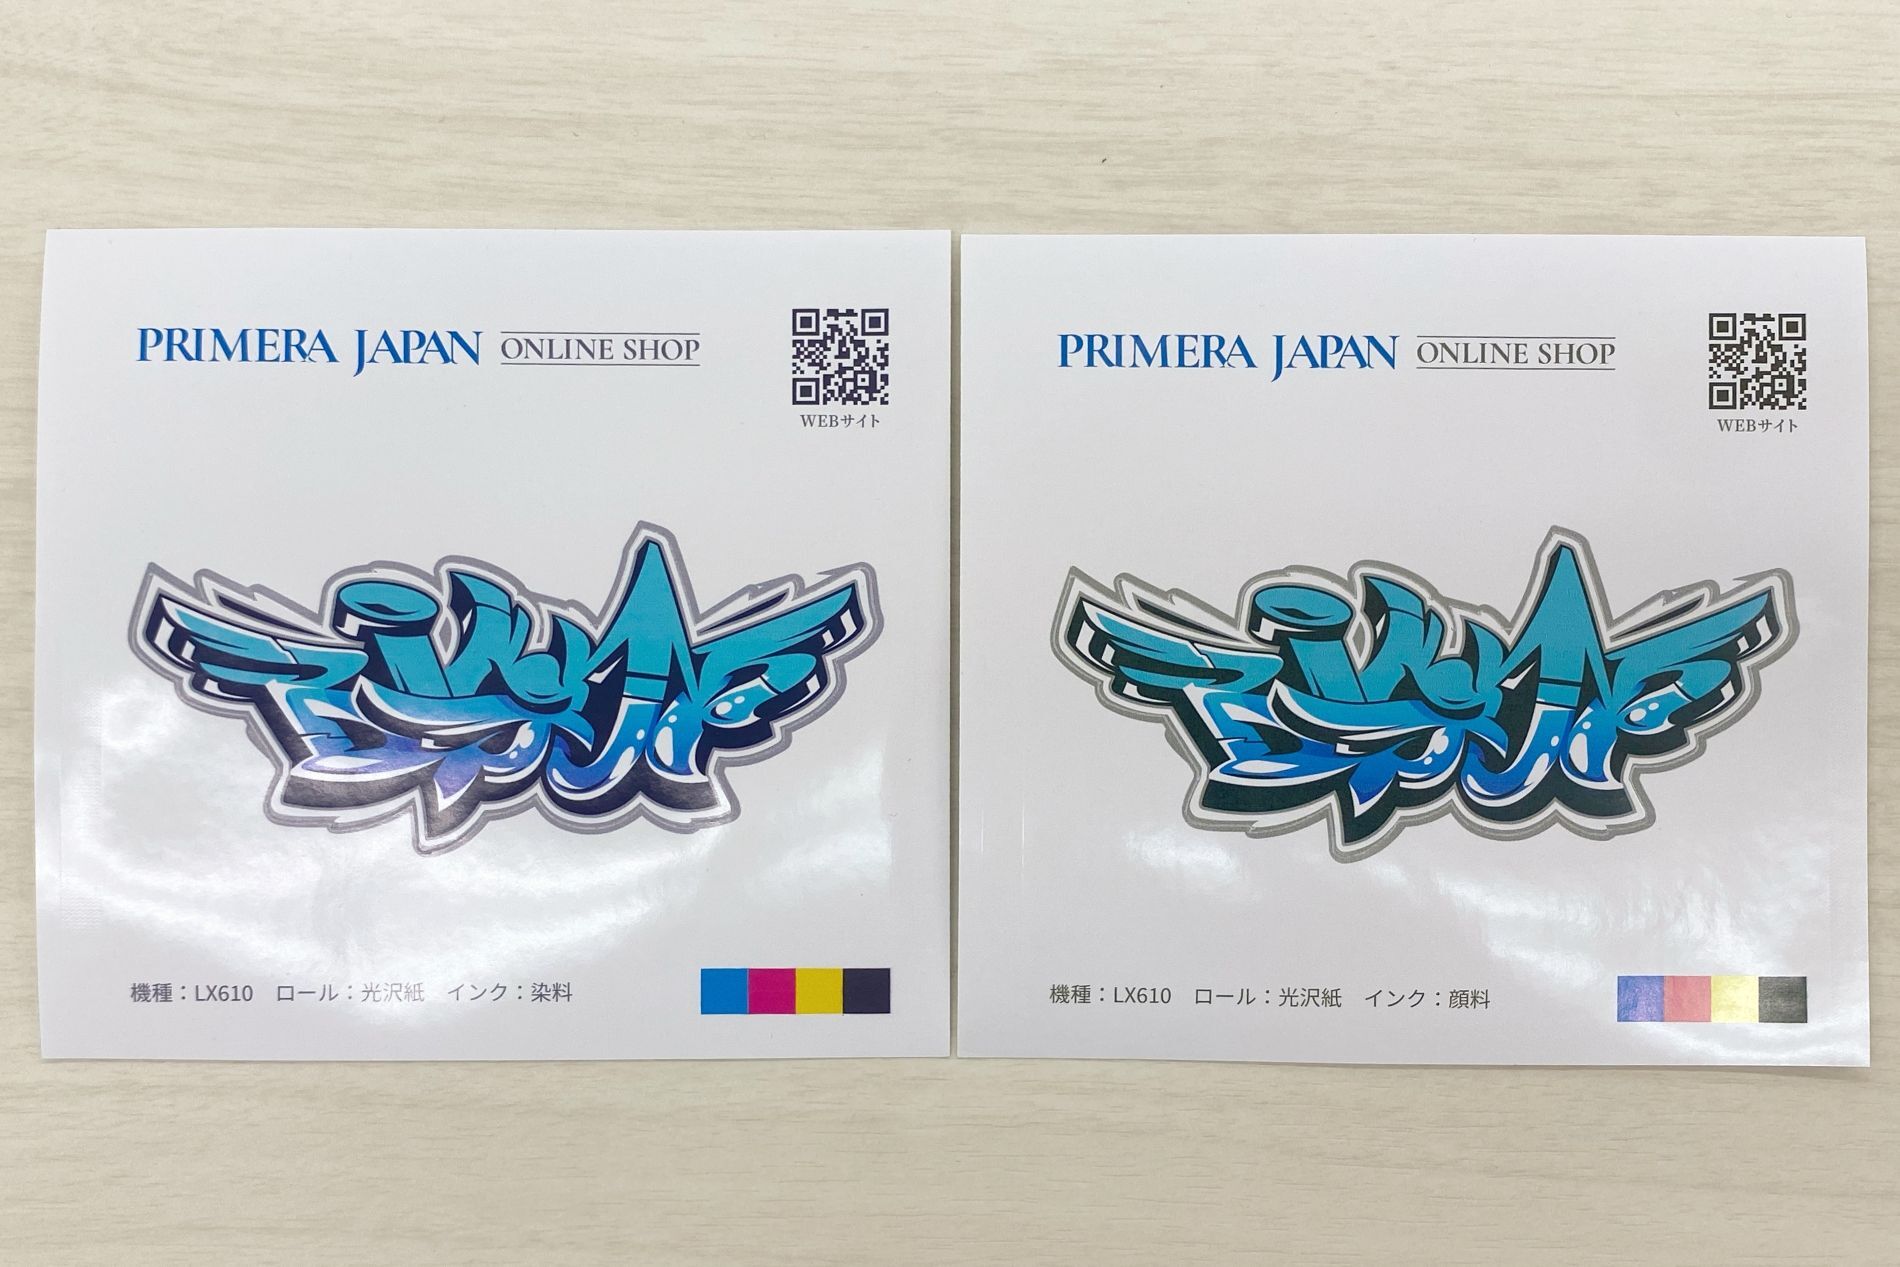 PRIMERA JAPAN ONLINE SHOP
WEBサイト
機種：LX610　ロール：光沢紙　インク：染料
PRIMERA JAPAN ONLINE SHOP
WEBサイト
機種：LX610　ロール：光沢紙　インク：顔料